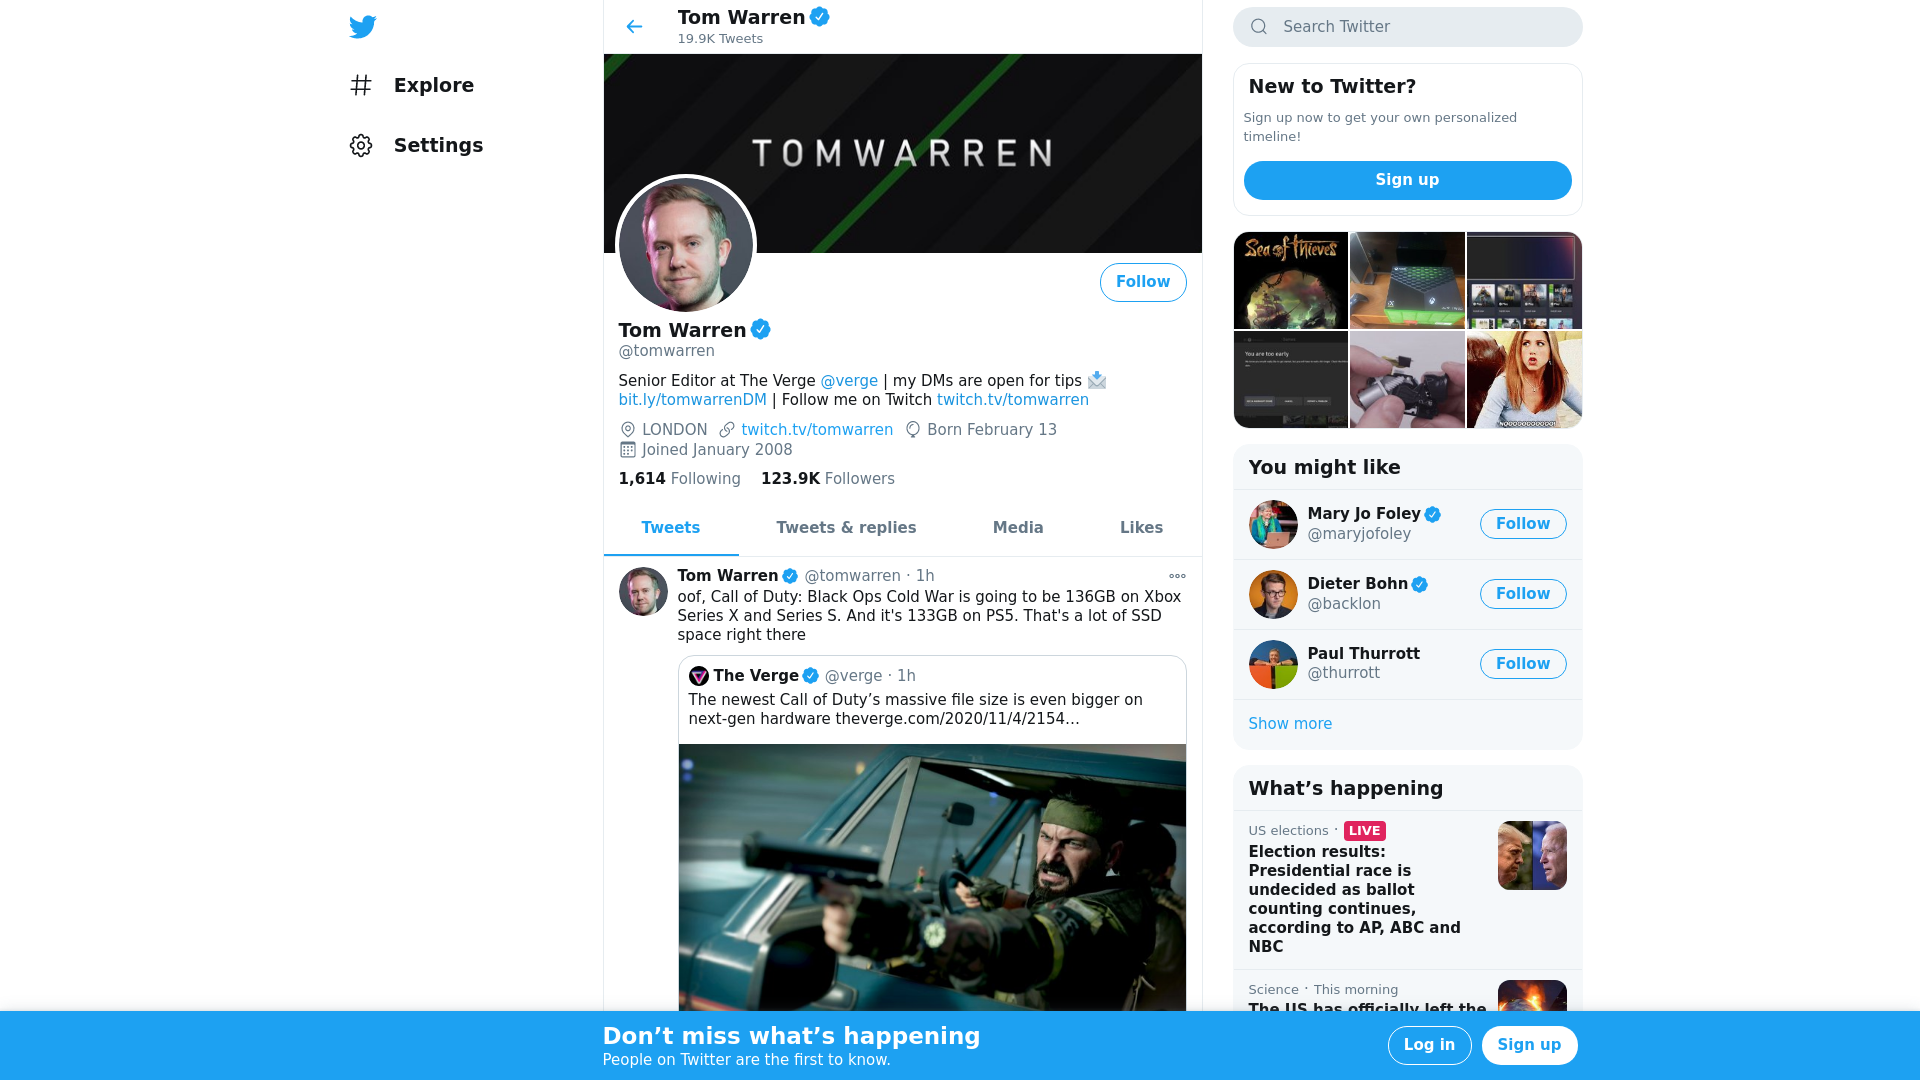 Explore
Settings
Tom Warren
19.9K Tweets
TOMWARREN
Follow
Tom Warren
@tomwarren
Senior Editor at The Verge @verge | my DMs are open for tips
bit.ly/tomwarrenDM | Follow me on Twitch twitch.tv/tomwarren
LONDON twitch.tv/tomwarren Born February 13
Joined January 2008
1,614 Following 123.9K Followers
Tweets Tweets & replies Media Likes
Tom Warren @tomwarren · 1h
oof, Call of Duty: Black Ops Cold War is going to be 136GB on Xbox
Series X and Series S. And it's 133GB on PS5. That's a lot of SSD
space right there
The Verge @verge · 1h
The newest Call of Duty’s massive file size is even bigger on
next-gen hardware theverge.com/2020/11/4/2154…
Search Twitter
New to Twitter?
Sign up now to get your own personalized
timeline!
Sign up
Sea of Thieves
You are too early
You might like
Mary Jo Foley
@maryjofoley
Follow
Dieter Bohn
@backlon
Follow
Paul Thurrott
@thurrott
Follow
Show more
What’s happening
US elections · LIVE
Election results:
Presidential race is
undecided as ballot
counting continues,
according to AP, ABC and
NBC
Science · This morning
The US has officially left the
Don’t miss what’s happening
People on Twitter are the first to know.
Log in
Sign up